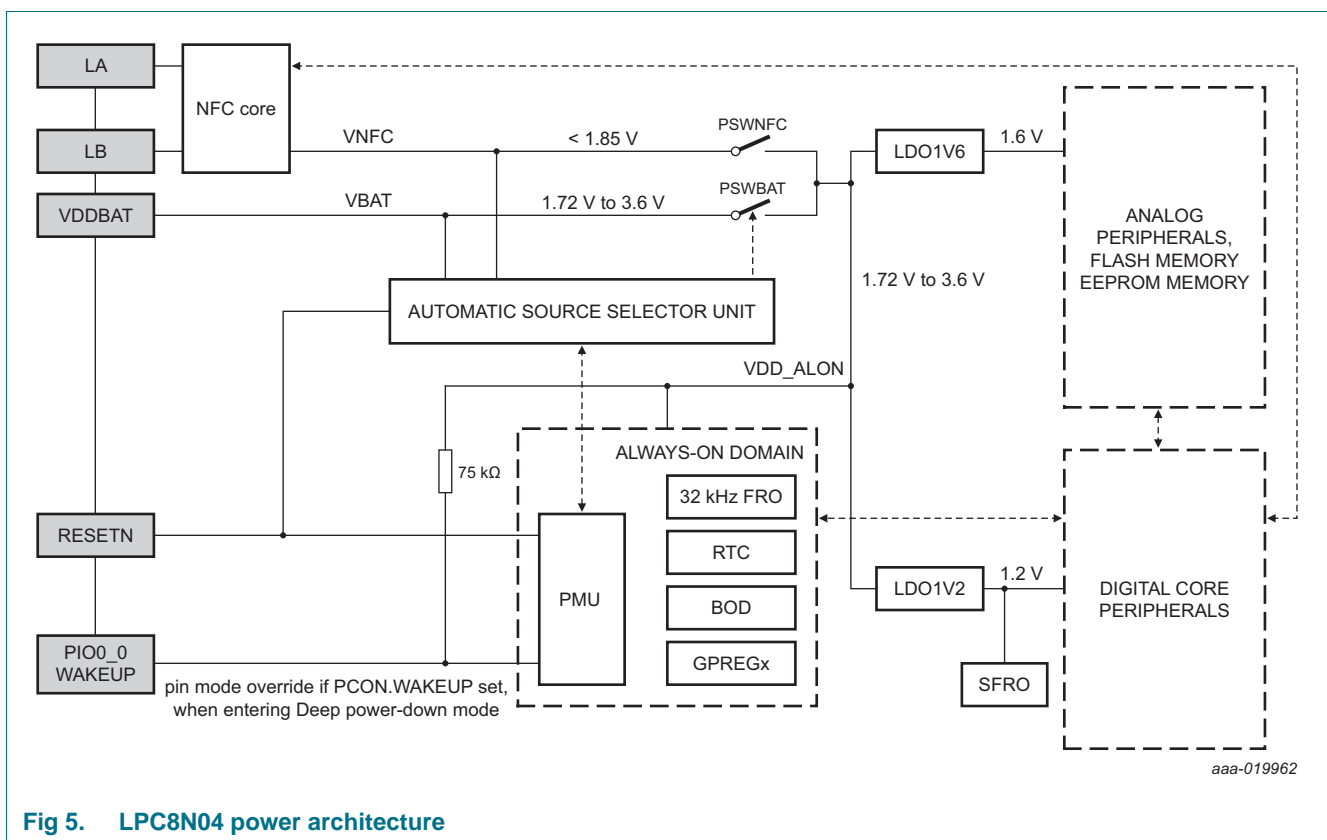 LA
NFC core
LB
VDDBAT
VNFC
< 1.85 V
PSWNFC
VBAT
1.72 V to 3.6 V
PSWBAT
LDO1V6
1.6 V
ANALOG
PERIPHERALS,
FLASH MEMORY
EEPROM MEMORY
1.72 V to 3.6 V
AUTOMATIC SOURCE SELECTOR UNIT
VDD_ALON
75 kΩ
ALWAYS-ON DOMAIN
32 kHz FRO
RTC
BOD
GPREGx
PMU
RESETN
PIO0_0
WAKEUP
pin mode override if PCON.WAKEUP set,
when entering Deep power-down mode
LDO1V2
1.2 V
SFRO
DIGITAL CORE
PERIPHERALS
aaa-019962
Fig 5. LPC8N04 power architecture